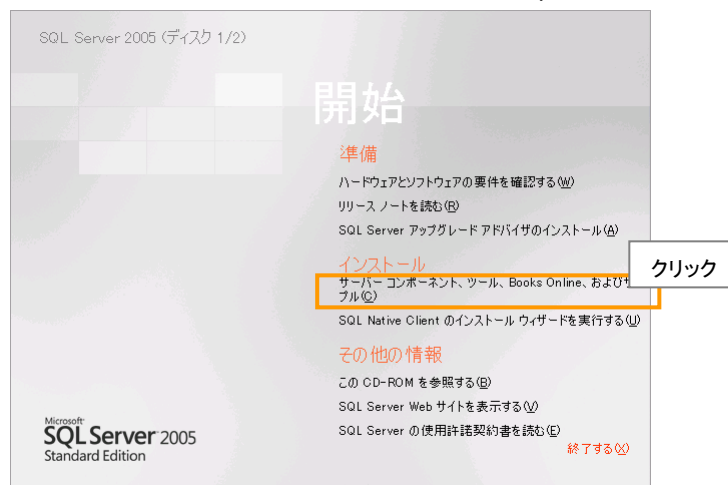 SQL Server 2005 (ディスク 1/2)
開始
準備
ハードウェアとソフトウェアの要件を確認する(W)
リリース ノートを読む(R)
SQL Server アップグレード アドバイザのインストール(A)
インストール
クリック
サーバー コンポーネント、ツール、Books Online、および
プル(C)
SQL Native Client のインストール ウィザードを実行する(U)
その他の情報
この CD-ROM を参照する(B)
SQL Server Web サイトを表示する(V)
SQL Server の使用許諾契約書を読む(E)
終了する(X)
Microsoft
SQL Server 2005
Standard Edition